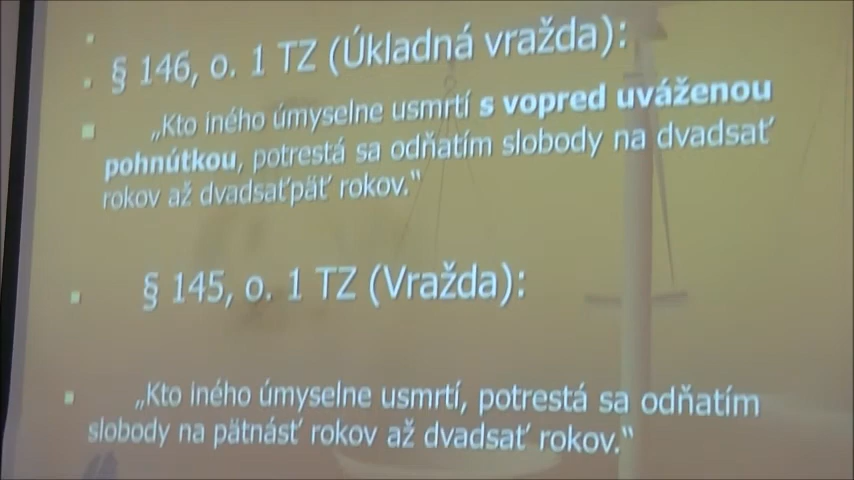 § 146, o. 1 TZ (Úkladná vražda):
„Kto iného úmyselne usmrtí s vopred uváženou
pohnútkou, potrestá sa odňatím slobody na dvadsať
rokov až dvadsaťpäť rokov.“
§ 145, o. 1 TZ (Vražda):
„Kto iného úmyselne usmrtí, potrestá sa odňatím
slobody na pätnásť rokov až dvadsať rokov.“